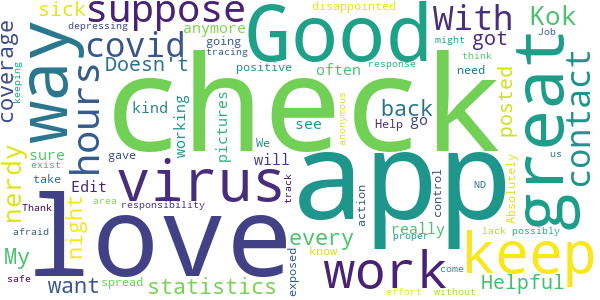 depressing
sick
suppose
anymore
disappointed
going
tracing
With
Kok
Job
might
coverage
keeping
way
covid
Doesn't
hours
Good
positive
often
response
got
think
need
great
contact
check
kind
working
pictures
see
back
Help
go
posted
nerdy
sure
exist
take
Edit
gave
We
will
virus
anonymous
app
Absolutely
us
night
area
responsibility
track
action
control
ND
Thank
My
love
every
really
proper
lack
possibly
afraid
want
statistics
exposed
know
work
come
keep
Helpful
safe
spread
effort
without